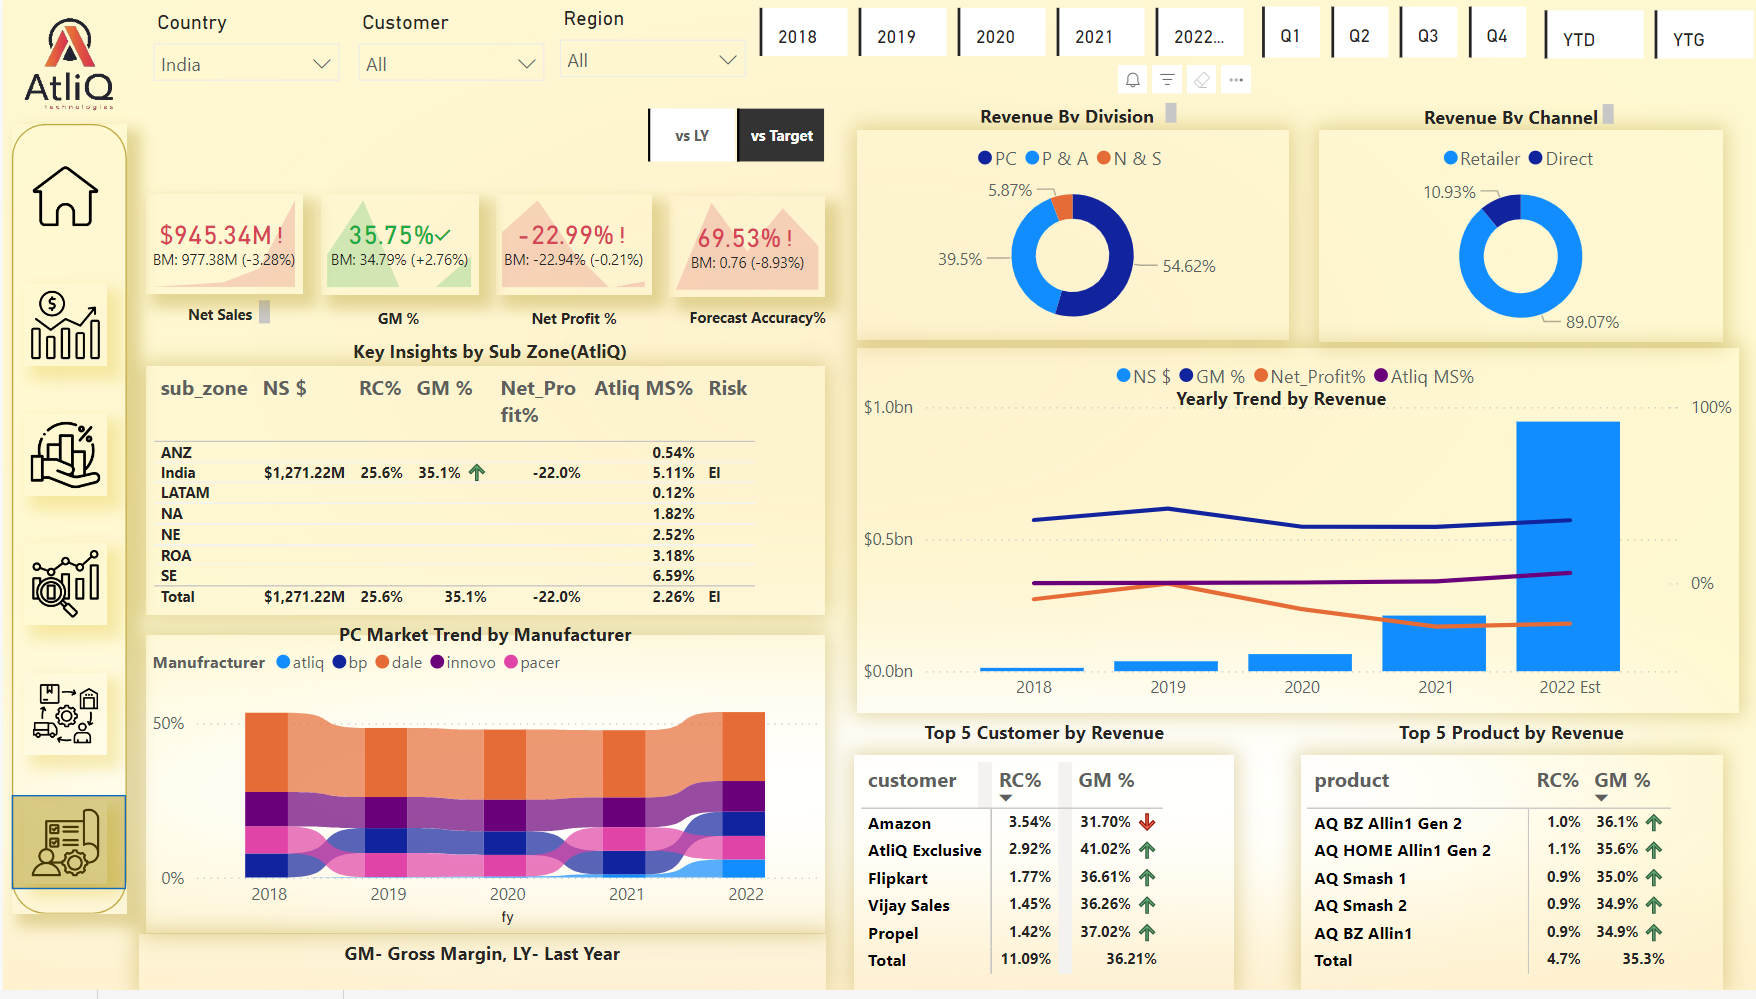 AtliQ
technologies
Country
India
Customer
All
Region
All
2018
2019
2020
2021
2022...
Q1
Q2
Q3
Q4
YTD
YTG
vs LY
vs Target
$945.34M !
BM: 977.38M (-3.28%)
Net Sales
35.75%
BM: 34.79% (+2.76%)
GM %
-22.99% !
BM: -22.94% (-0.21%)
Net Profit %
69.53% !
BM: 0.76 (-8.93%)
Forecast Accuracy%
Revenue By Division
PC P & A N & S
5.87%
39.5%
54.62%
Revenue By Channel
Retailer Direct
10.93%
89.07%
Key Insights by Sub Zone(AtliQ)
sub_zone NS $ RC% GM % Net_Pro Atliq MS% Risk
fit%
ANZ 0.54%
India $1,271.22M 25.6% 35.1% -22.0% 5.11% EI
LATAM 0.12%
NA 1.82%
NE 2.52%
ROA 3.18%
SE 6.59%
Total $1,271.22M 25.6% 35.1% -22.0% 2.26% EI
NS $ GM % Net_Profit% Atliq MS%
Yearly Trend by Revenue
$1.0bn
$0.5bn
$0.0bn
100%
0%
2018 2019 2020 2021 2022 Est
PC Market Trend by Manufacturer
Manufracturer atliq bp dale innovo pacer
50%
0%
2018 2019 2020 2021 2022
fy
GM- Gross Margin, LY- Last Year
Top 5 Customer by Revenue
customer RC% GM %
Amazon 3.54% 31.70%
AtliQ Exclusive 2.92% 41.02%
Flipkart 1.77% 36.61%
Vijay Sales 1.45% 36.26%
Propel 1.42% 37.02%
Total 11.09% 36.21%
Top 5 Product by Revenue
product RC% GM %
AQ BZ Allin1 Gen 2 1.0% 36.1%
AQ HOME Allin1 Gen 2 1.1% 35.6%
AQ Smash 1 0.9% 35.0%
AQ Smash 2 0.9% 34.9%
AQ BZ Allin1 0.9% 34.9%
Total 4.7% 35.3%